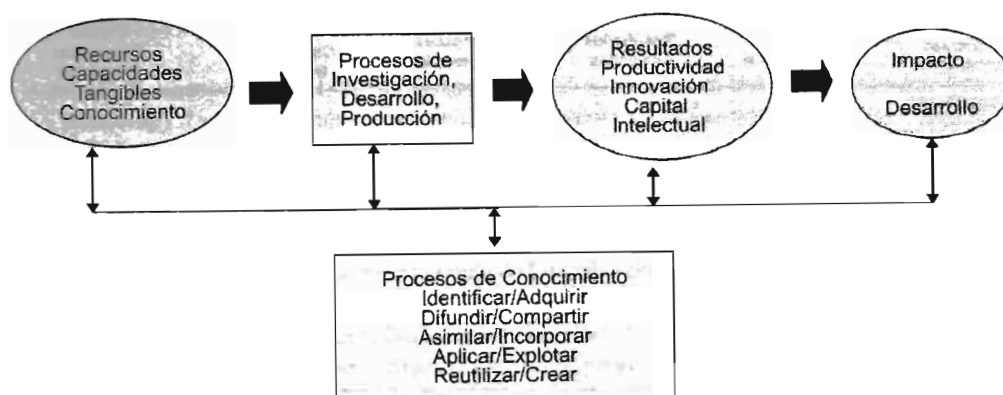 Recursos
Capacidades
Tangibles
Conocimiento
Procesos de
Investigación,
Desarrollo,
Producción
Resultados
Productividad
Innovación
Capital
Intelectual
Impacto
Desarrollo
Procesos de Conocimiento
Identificar/Adquirir
Difundir/Compartir
Asimilar/Incorporar
Aplicar/Explotar
Reutilizar/Crear